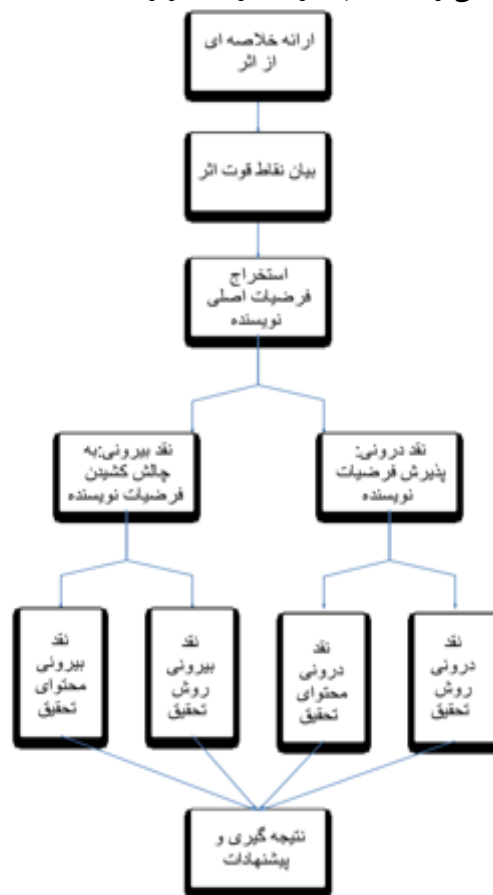 ارائه خلاصه ای
از اثر
بیان نقاط قوت اثر
استخراج
فرضیات اصلی
نویسنده
نقد درونی:
پذیرش فرضیات
نویسنده
نقد بیرونی:به
چالش کشیدن
فرضیات نویسنده
نقد
درونی
روش
تحقیق
نقد
درونی
محتوای
تحقیق
نقد
بیرونی
روش
تحقیق
نقد
بیرونی
محتوای
تحقیق
نتیجه گیری و
پیشنهادات